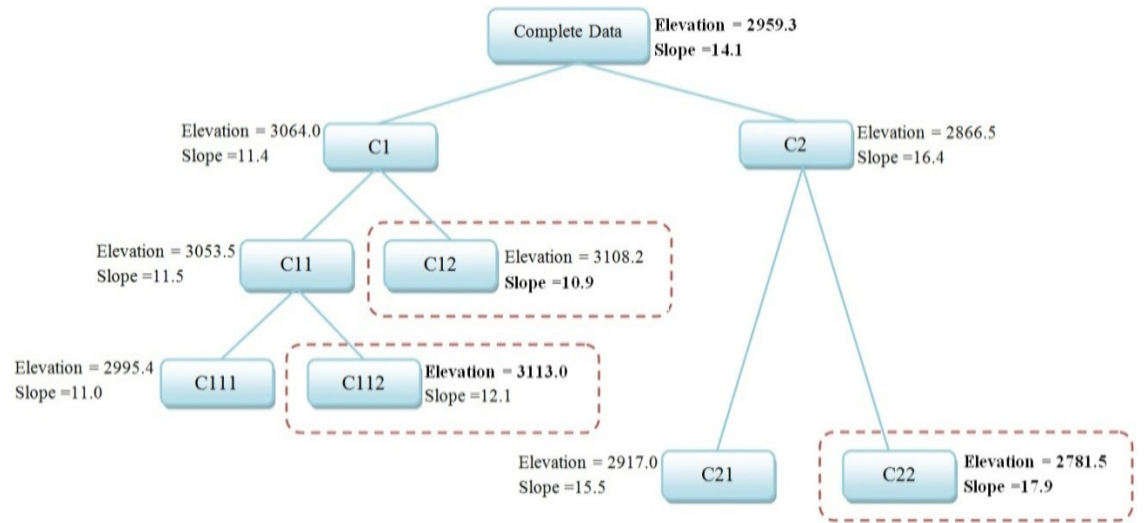 Complete Data
Elevation = 2959.3
Slope =14.1
Elevation = 3064.0
Slope =11.4
C1
C2
Elevation = 2866.5
Slope =16.4
Elevation = 3053.5
Slope =11.5
C11
C12
Elevation = 3108.2
Slope =10.9
Elevation = 2995.4
Slope =11.0
C111
C112
Elevation = 3113.0
Slope =12.1
Elevation = 2917.0
Slope =15.5
C21
C22
Elevation = 2781.5
Slope =17.9